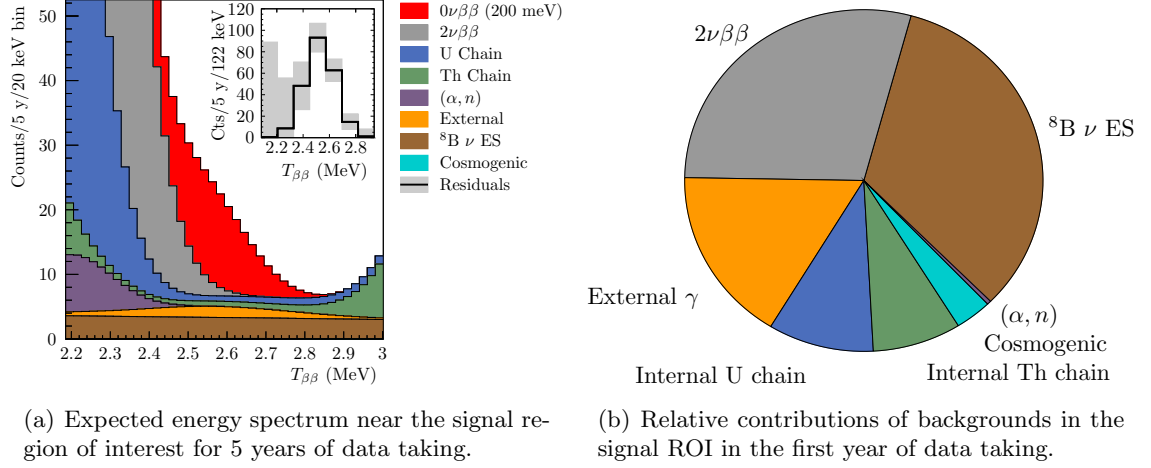 Counts/5 y/20 keV bin
50
40
30
20
10
0
2.2 2.3 2.4 2.5 2.6 2.7 2.8 2.9 3
T_ββ (MeV)
Cts/5 y/122 keV
120
100
80
60
40
20
0
2.2 2.4 2.6 2.8
T_ββ (MeV)
0νββ (200 meV)
2νββ
U Chain
Th Chain
(α, n)
External
⁸B ν ES
Cosmogenic
Residuals
2νββ
⁸B ν ES
External γ
(α, n)
Cosmogenic
Internal U chain
Internal Th chain
(a) Expected energy spectrum near the signal re-
gion of interest for 5 years of data taking.
(b) Relative contributions of backgrounds in the
signal ROI in the first year of data taking.